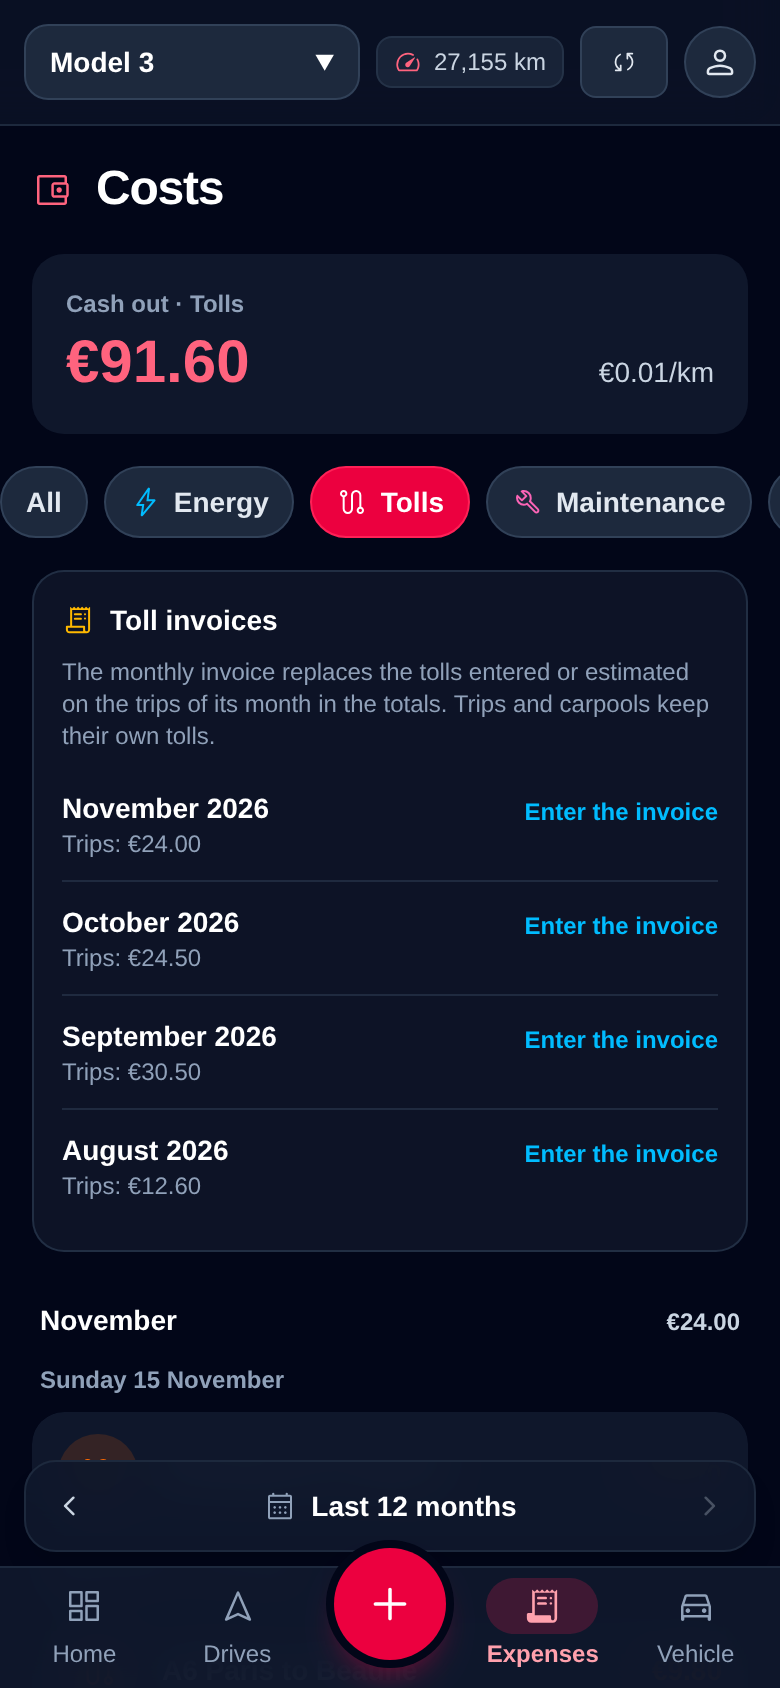 Model 3
27,155 km
Costs
Cash out · Tolls
€91.60
€0.01/km
All
Energy
Tolls
Maintenance
Toll invoices
The monthly invoice replaces the tolls entered or estimated
on the trips of its month in the totals. Trips and carpools keep
their own tolls.
November 2026
Enter the invoice
Trips: €24.00
October 2026
Enter the invoice
Trips: €24.50
September 2026
Enter the invoice
Trips: €30.50
August 2026
Enter the invoice
Trips: €12.60
November
€24.00
Sunday 15 November
Last 12 months
Home
Drives
Expenses
Vehicle
A6 Paris to Beaune